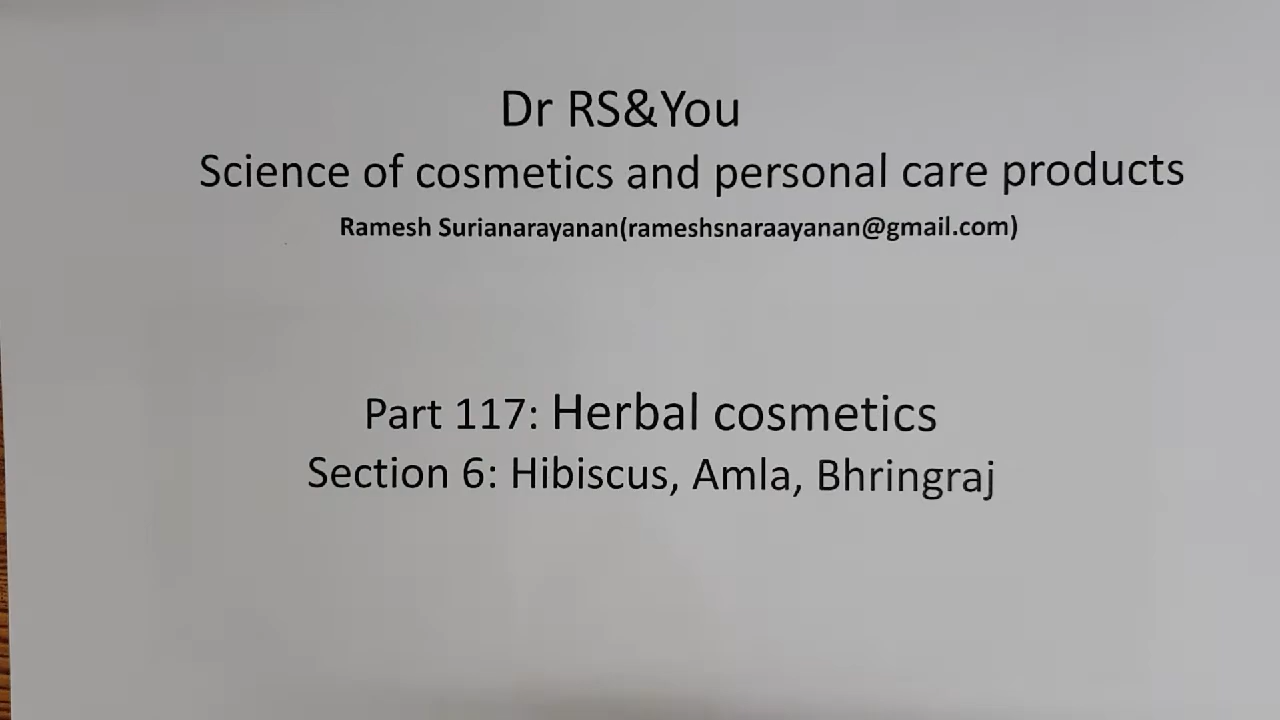 Dr RS&You
Science of cosmetics and personal care products
Ramesh Surianarayanan(rameshsnaraayanan@gmail.com)
Part 117: Herbal cosmetics
Section 6: Hibiscus, Amla, Bhringraj